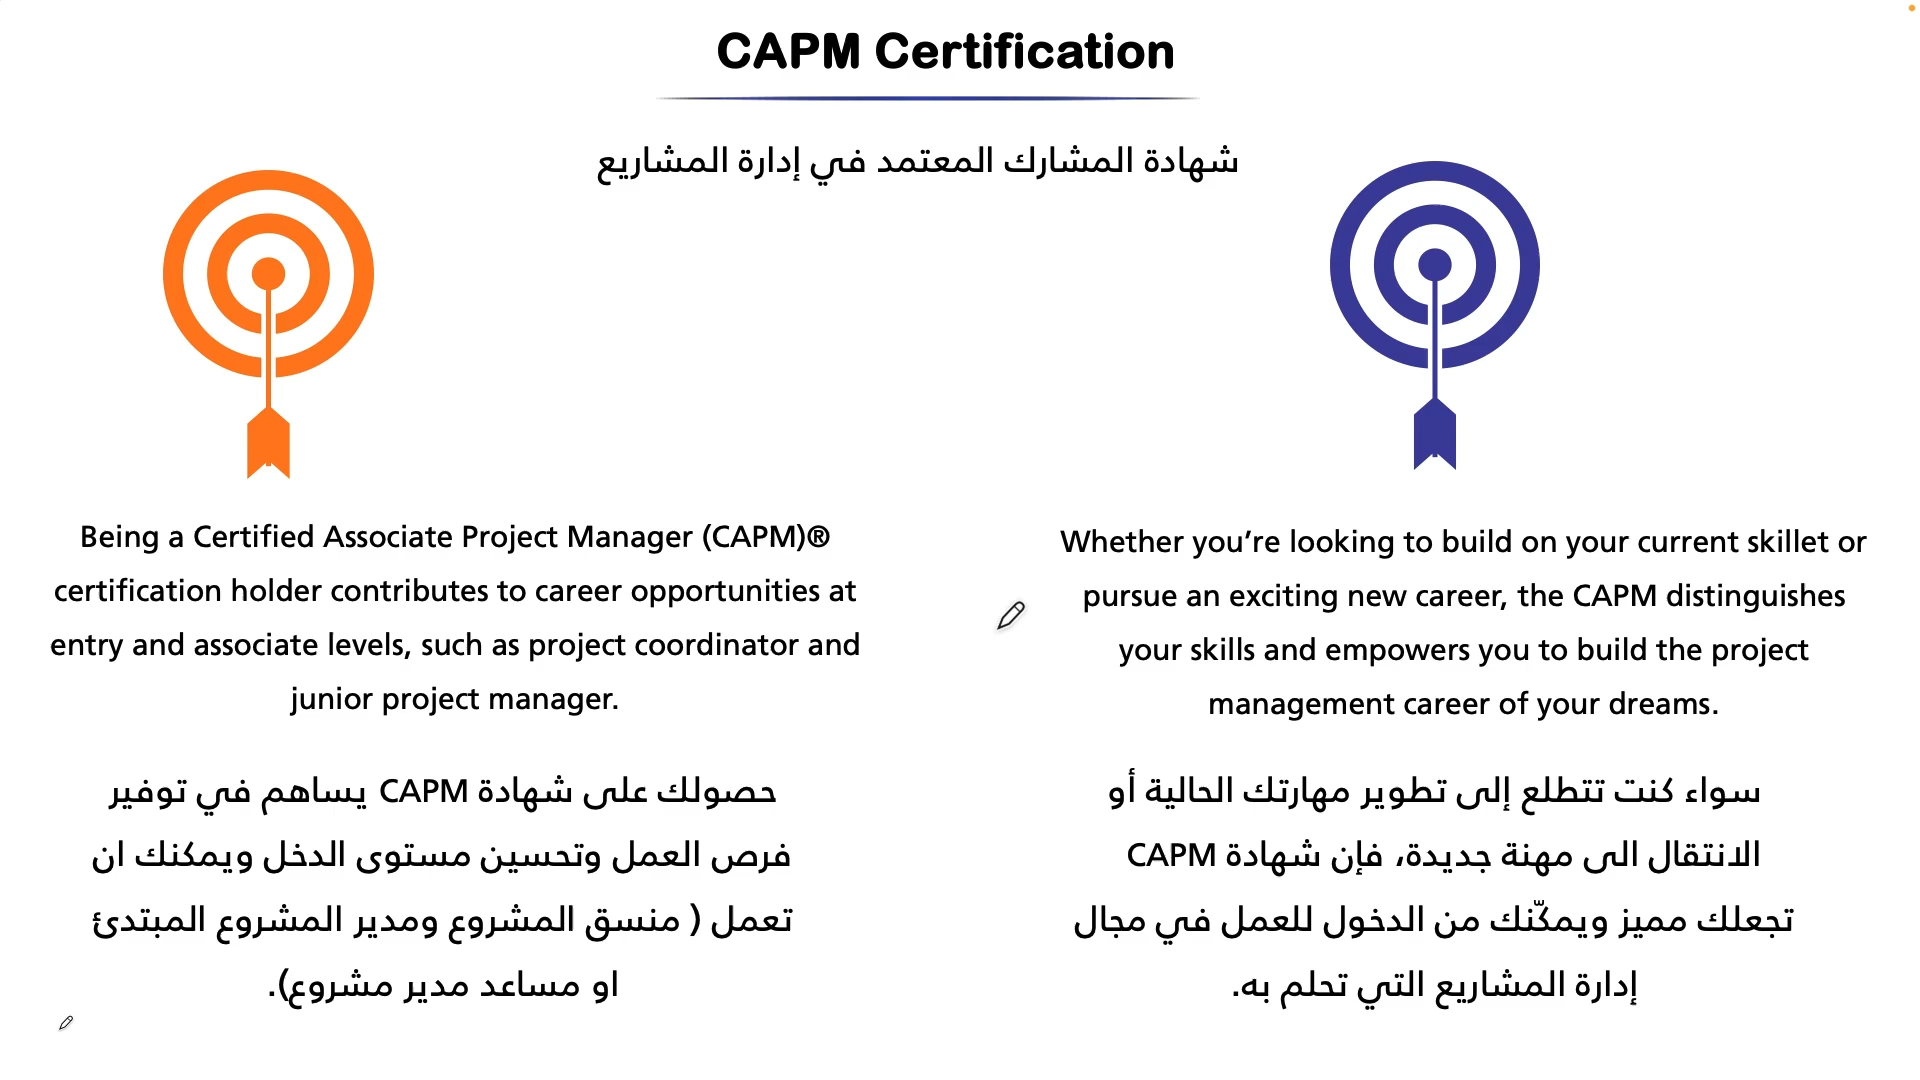 CAPM Certification
شهادة المشارك المعتمد في إدارة المشاريع
Being a Certified Associate Project Manager (CAPM)®
certification holder contributes to career opportunities at
entry and associate levels, such as project coordinator and
junior project manager.
حصولك على شهادة CAPM يساهم في توفير
فرص العمل وتحسين مستوى الدخل ويمكنك ان
تعمل ( منسق المشروع ومدير المشروع المبتدئ
او مساعد مدير مشروع).
Whether you’re looking to build on your current skillet or
pursue an exciting new career, the CAPM distinguishes
your skills and empowers you to build the project
management career of your dreams.
سواء كنت تتطلع إلى تطوير مهارتك الحالية أو
الانتقال الى مهنة جديدة، فإن شهادة CAPM
تجعلك مميز ويمكّنك من الدخول للعمل في مجال
إدارة المشاريع التي تحلم به.